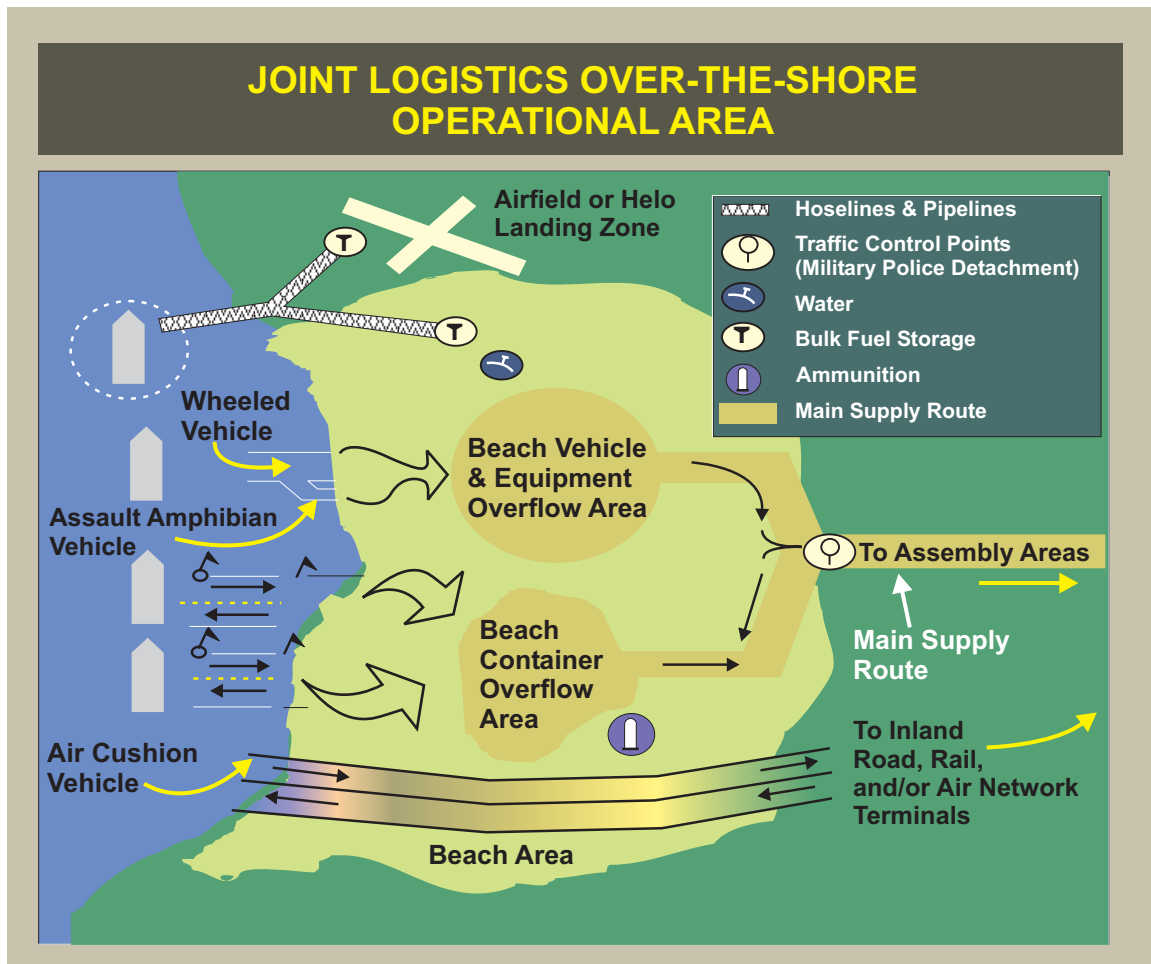 JOINT LOGISTICS OVER-THE-SHORE
OPERATIONAL AREA
Airfield or Helo
Landing Zone
Hoselines & Pipelines
Traffic Control Points
(Military Police Detachment)
Water
Bulk Fuel Storage
Ammunition
Main Supply Route
Wheeled
Vehicle
Assault Amphibian
Vehicle
Beach Vehicle
& Equipment
Overflow Area
To Assembly Areas
Main Supply
Route
Beach
Container
Overflow
Area
Air Cushion
Vehicle
To Inland
Road, Rail,
and/or Air Network
Terminals
Beach Area